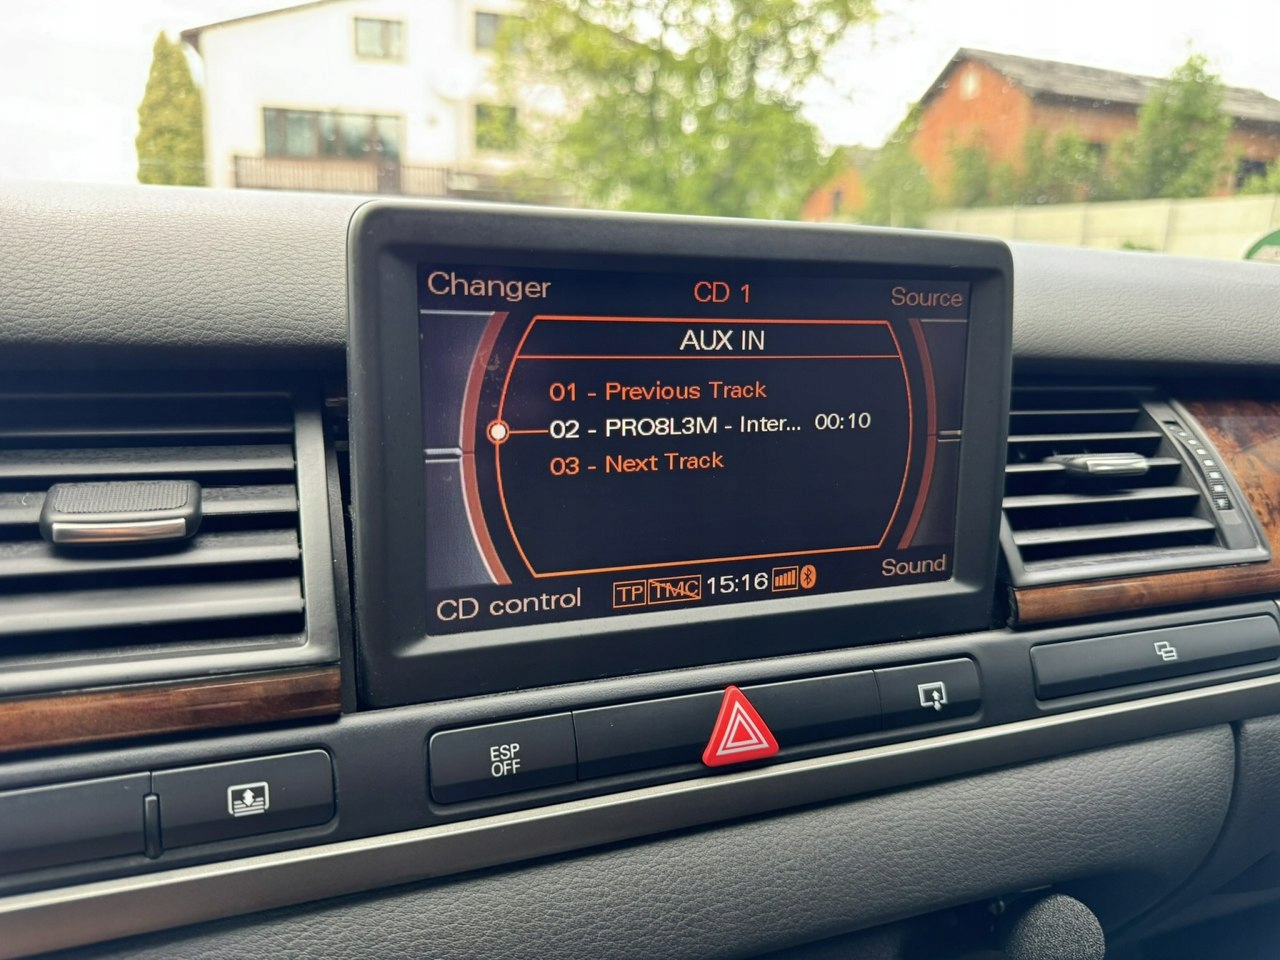 Changer
CD 1
Source
AUX IN
01 - Previous Track
02 - PRO8L3M - Inter... 00:10
03 - Next Track
CD control
TP TMC 15:16
Sound
ESP
OFF